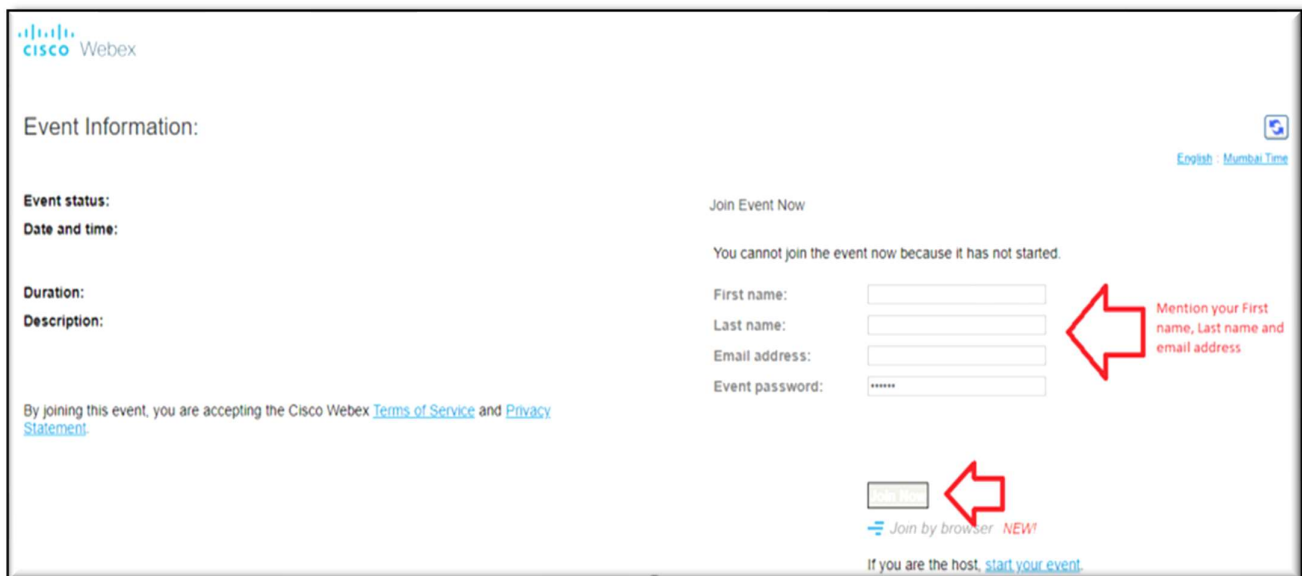 CISCO Webex
Event Information:
English : Mumbai Time
Event status:
Date and time:
Duration:
Description:
By joining this event, you are accepting the Cisco Webex Terms of Service and Privacy
Statement.
Join Event Now
You cannot join the event now because it has not started.
First name:
Last name:
Email address:
Event password: ••••••
Mention your First
name, Last name and
email address
Join Now
Join by browser NEW!
If you are the host, start your event.